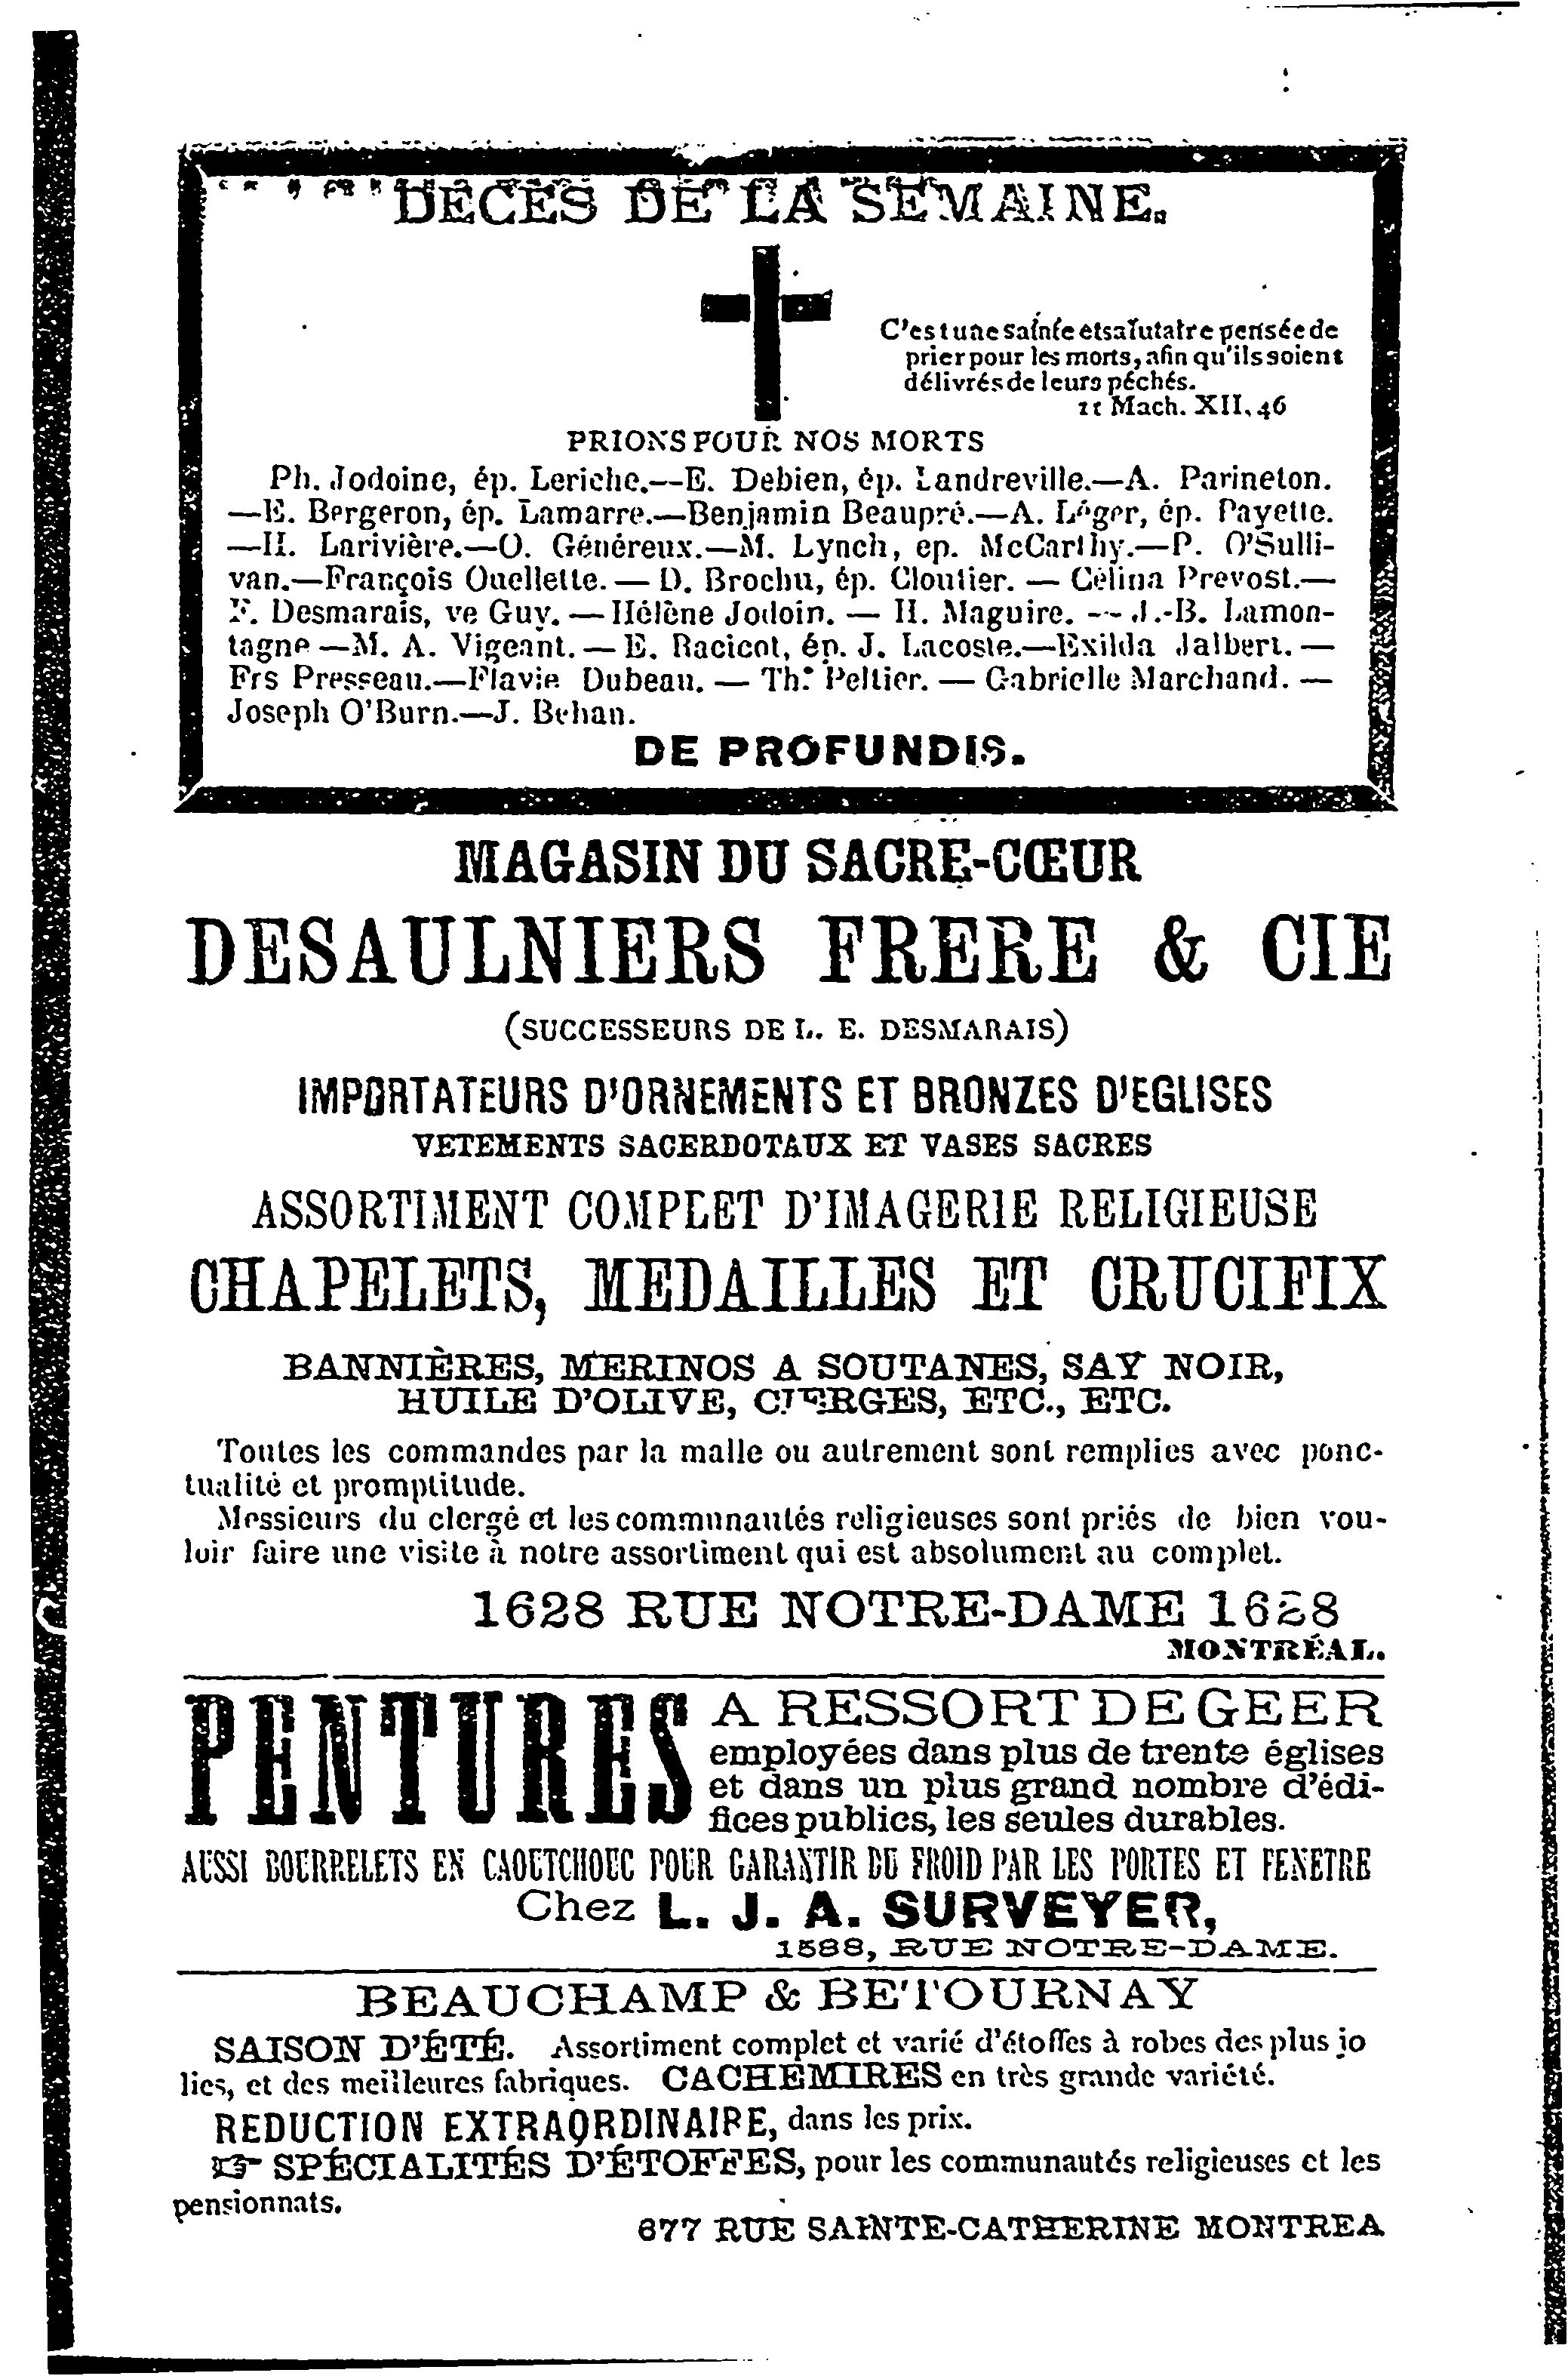 DECES DE LA SEMAINE.
C'est une sainte et salutaire pensée de
prier pour les morts, afin qu'ils soient
délivrés de leurs péchés.
II Mach. XII, 46
PRIONS POUR NOS MORTS
Ph. Jodoine, ép. Leriche.—E. Debien, ép. Landreville.—A. Parineton.
—E. Bergeron, ép. Lamarre.—Benjamin Beaupré.—A. Léger, ép. Payette.
—H. Larivière.—O. Généreux.—M. Lynch, ep. McCarthy.—P. O'Sulli-
van.—François Ouellette.—D. Brochu, ép. Cloutier.—Célina Prevost.—
F. Desmarais, ve Guy.—Hélène Jodoin.—H. Maguire.—J.-B. Lamon-
tagne—M. A. Vigeant.—E. Racicot, ép. J. Lacoste.—Exilda Jalbert.—
Frs Presseau.—Flavie Dubeau.—Th. Peltier.—Gabrielle Marchand.—
Joseph O'Burn.—J. Behan.
DE PROFUNDIS.
MAGASIN DU SACRE-CŒUR
DESAULNIERS FRERE & CIE
(SUCCESSEURS DE L. E. DESMARAIS)
IMPORTATEURS D'ORNEMENTS ET BRONZES D'EGLISES
VETEMENTS SACERDOTAUX ET VASES SACRES
ASSORTIMENT COMPLET D'IMAGERIE RELIGIEUSE
CHAPELETS, MEDAILLES ET CRUCIFIX
BANNIÈRES, MERINOS A SOUTANES, SAY NOIR,
HUILE D'OLIVE, CIERGES, ETC., ETC.
Toutes les commandes par la malle ou autrement sont remplies avec ponc-
tualité et promptitude.
Messieurs du clergé et les communautés religieuses sont priés de bien vou-
loir faire une visite à notre assortiment qui est absolument au complet.
1628 RUE NOTRE-DAME 1628
MONTRÉAL.
PENTURES A RESSORT DE GEER
employées dans plus de trente églises
et dans un plus grand nombre d'édi-
fices publics, les seules durables.
AUSSI BOURRELETS EN CAOUTCHOUC POUR GARANTIR DU FROID PAR LES PORTES ET FENETRE
Chez L. J. A. SURVEYER,
1588, RUE NOTRE-DAME.
BEAUCHAMP & BETOURNAY
SAISON D'ÉTÉ. Assortiment complet et varié d'étoffes à robes des plus jo
lies, et des meilleures fabriques. CACHEMIRES en très grande variété.
REDUCTION EXTRAORDINAIRE, dans les prix.
☞ SPÉCIALITÉS D'ÉTOFFES, pour les communautés religieuses et les
pensionnats.
677 RUE SAINTE-CATHERINE MONTREA